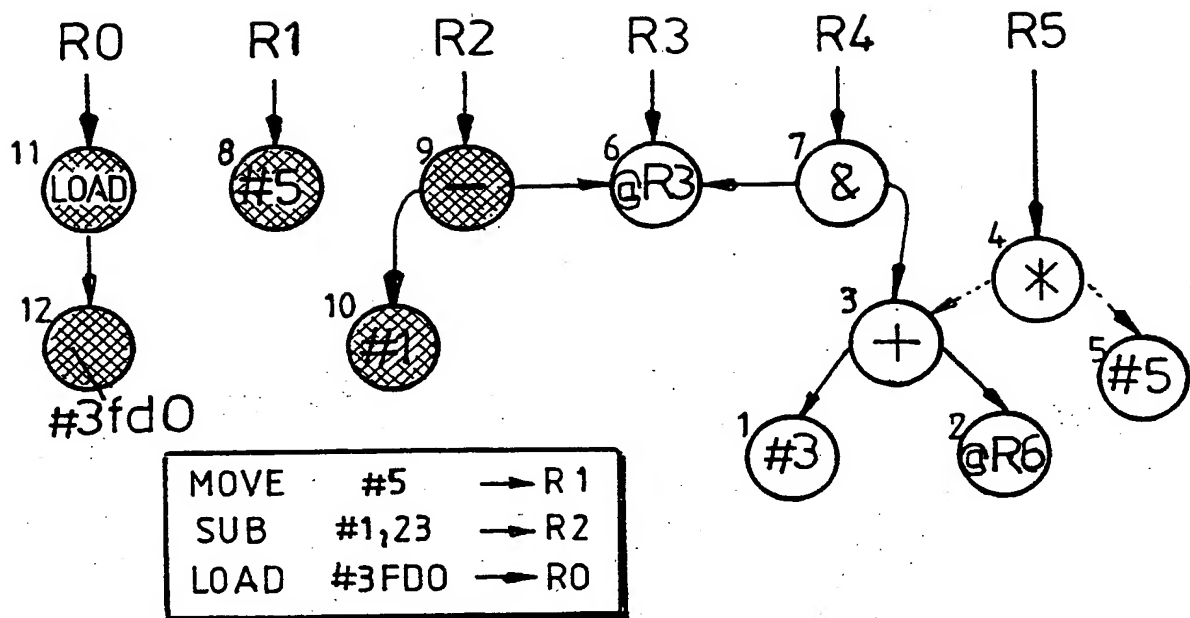 R0 R1 R2 R3 R4 R5
11 LOAD 8 #5 9 − 6 @R3 7 &
4 *
12 10 #1 3 + 5 #5
#3fd0 1 #3 2 @R6
MOVE #5 → R1
SUB #1,23 → R2
LOAD #3FD0 → R0